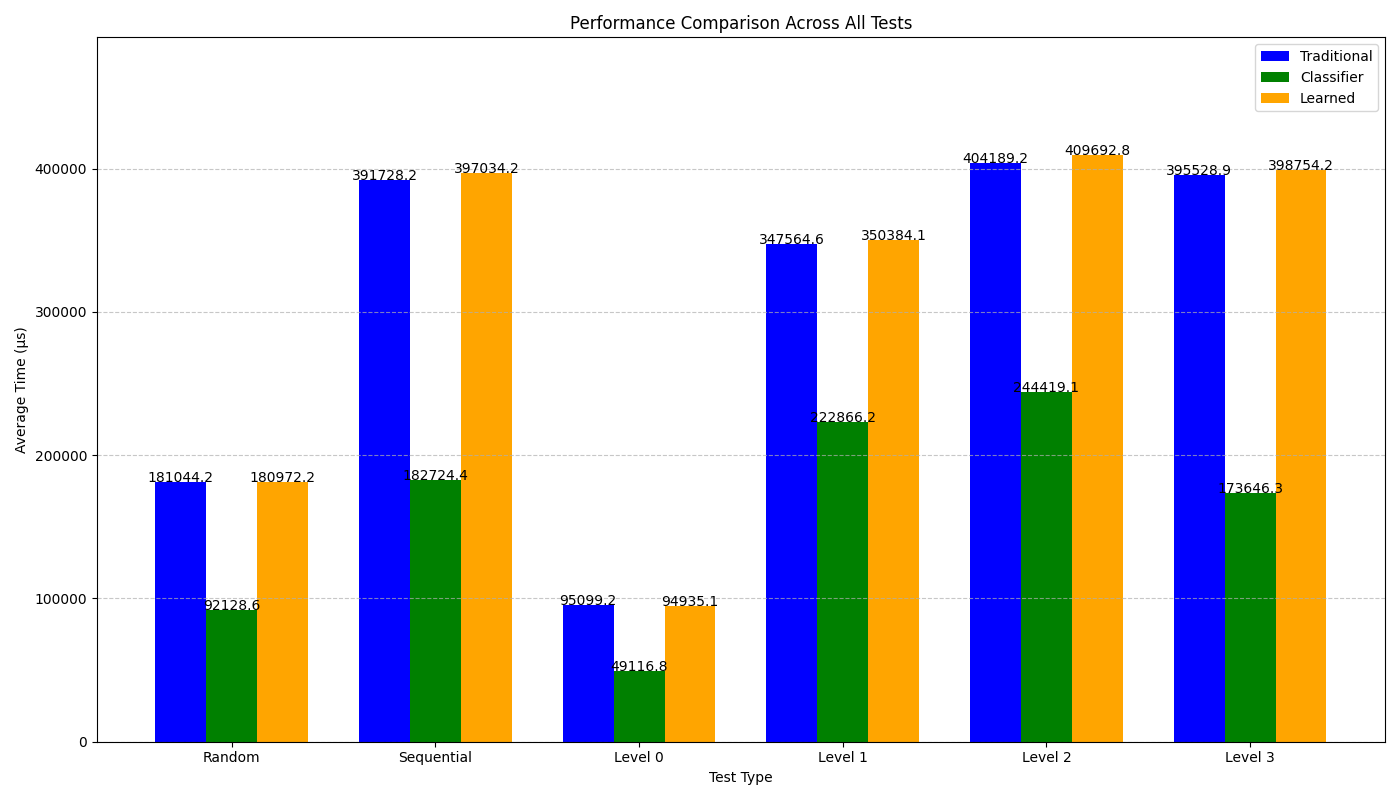 Performance Comparison Across All Tests
Traditional
Classifier
Learned
Average Time (µs)
400000
300000
200000
100000
0
181044.2
92128.6
180972.2
391728.2
182724.4
397034.2
95099.2
49116.8
94935.1
347564.6
222866.2
350384.1
404189.2
244419.1
409692.8
395528.9
173646.3
398754.2
Random
Sequential
Level 0
Level 1
Level 2
Level 3
Test Type